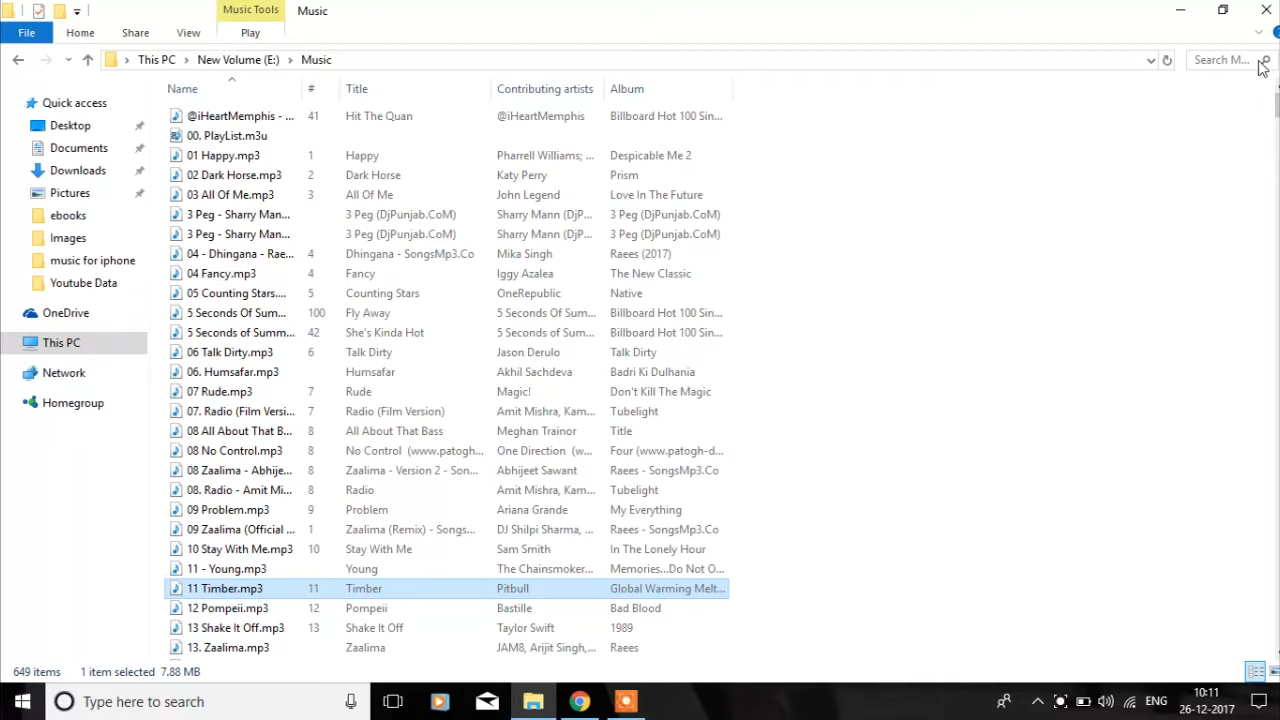 Music Tools
Music
File
Home
Share
View
Play
This PC
New Volume (E:)
Music
Search M...
Name
#
Title
Contributing artists
Album
Quick access
Desktop
Documents
Downloads
Pictures
ebooks
Images
music for iphone
Youtube Data
OneDrive
This PC
Network
Homegroup
@iHeartMemphis - ... 41 Hit The Quan @iHeartMemphis Billboard Hot 100 Sin...
00. PlayList.m3u
01 Happy.mp3 1 Happy Pharrell Williams; ... Despicable Me 2
02 Dark Horse.mp3 2 Dark Horse Katy Perry Prism
03 All Of Me.mp3 3 All Of Me John Legend Love In The Future
3 Peg - Sharry Man... 3 Peg (DjPunjab.CoM) Sharry Mann (DjP... 3 Peg (DjPunjab.CoM)
3 Peg - Sharry Man... 3 Peg (DjPunjab.CoM) Sharry Mann (DjP... 3 Peg (DjPunjab.CoM)
04 - Dhingana - Rae... 4 Dhingana - SongsMp3.Co Mika Singh Raees (2017)
04 Fancy.mp3 4 Fancy Iggy Azalea The New Classic
05 Counting Stars.... 5 Counting Stars OneRepublic Native
5 Seconds Of Sum... 100 Fly Away 5 Seconds Of Sum... Billboard Hot 100 Sin...
5 Seconds of Summ... 42 She's Kinda Hot 5 Seconds of Sum... Billboard Hot 100 Sin...
06 Talk Dirty.mp3 6 Talk Dirty Jason Derulo Talk Dirty
06. Humsafar.mp3 6 Humsafar Akhil Sachdeva Badri Ki Dulhania
07 Rude.mp3 7 Rude Magic! Don't Kill The Magic
07. Radio (Film Versi... 7 Radio (Film Version) Amit Mishra, Kam... Tubelight
08 All About That B... 8 All About That Bass Meghan Trainor Title
08 No Control.mp3 8 No Control (www.patogh... One Direction (w... Four (www.patogh-d...
08 Zaalima - Abhije... 8 Zaalima - Version 2 - Son... Abhijeet Sawant Raees - SongsMp3.Co
08. Radio - Amit Mi... 8 Radio Amit Mishra, Kam... Tubelight
09 Problem.mp3 9 Problem Ariana Grande My Everything
09 Zaalima (Official ... 1 Zaalima (Remix) - Songs... DJ Shilpi Sharma, ... Raees - SongsMp3.Co
10 Stay With Me.mp3 10 Stay With Me Sam Smith In The Lonely Hour
11 - Young.mp3 Young The Chainsmoker... Memories...Do Not O...
11 Timber.mp3 11 Timber Pitbull Global Warming Melt...
12 Pompeii.mp3 12 Pompeii Bastille Bad Blood
13 Shake It Off.mp3 13 Shake It Off Taylor Swift 1989
13. Zaalima.mp3 Zaalima JAM8, Arijit Singh,... Raees
649 items 1 item selected 7.88 MB
Type here to search
ENG
10:11
26-12-2017